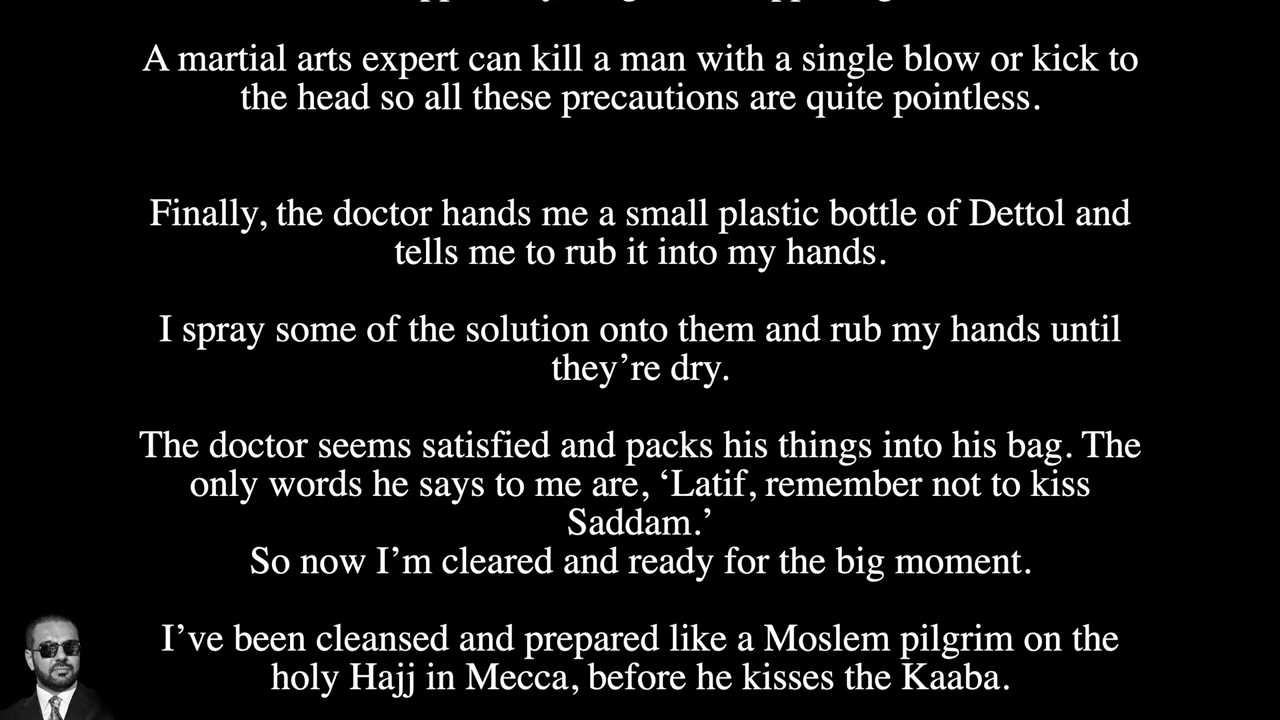 A martial arts expert can kill a man with a single blow or kick to
the head so all these precautions are quite pointless.
Finally, the doctor hands me a small plastic bottle of Dettol and
tells me to rub it into my hands.
I spray some of the solution onto them and rub my hands until
they’re dry.
The doctor seems satisfied and packs his things into his bag. The
only words he says to me are, ‘Latif, remember not to kiss
Saddam.’
So now I’m cleared and ready for the big moment.
I’ve been cleansed and prepared like a Moslem pilgrim on the
holy Hajj in Mecca, before he kisses the Kaaba.